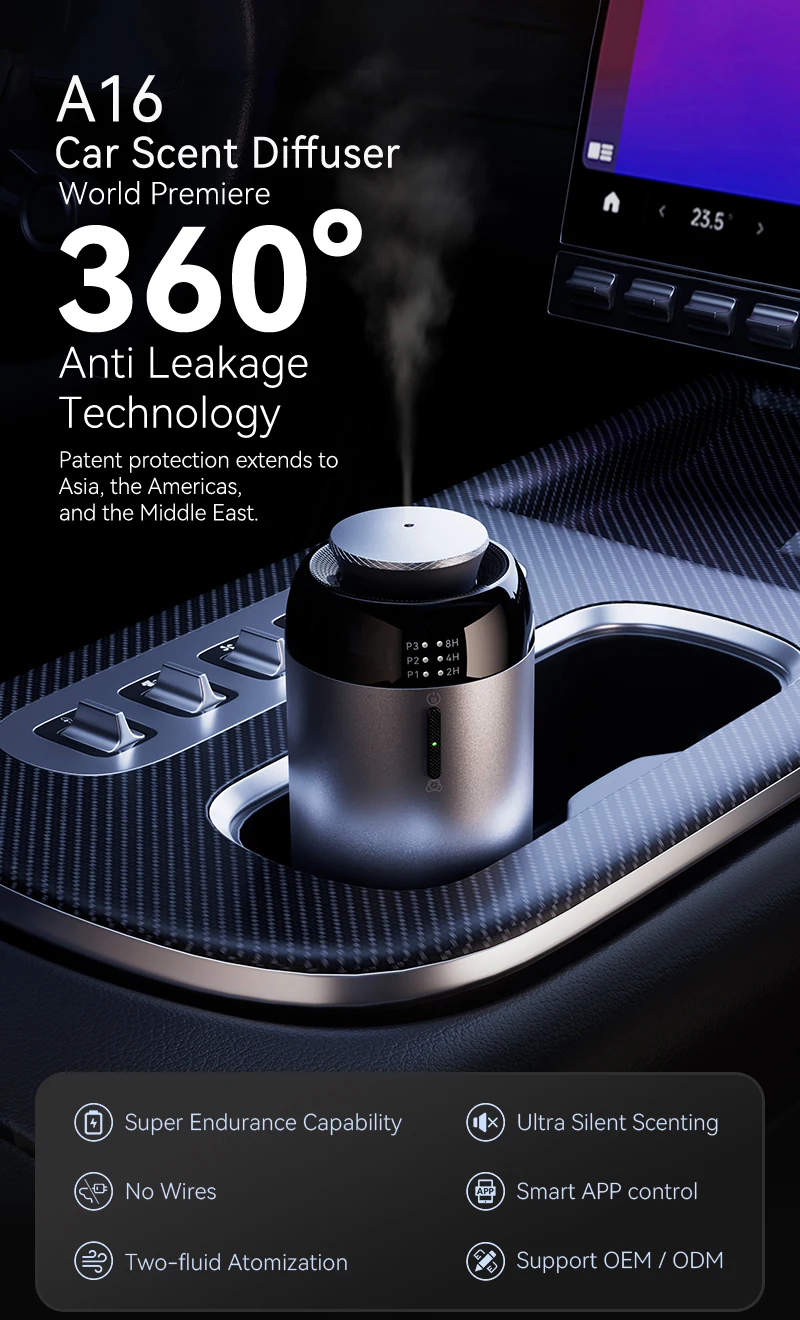 A16
Car Scent Diffuser
World Premiere
360°
Anti Leakage
Technology
Patent protection extends to
Asia, the Americas,
and the Middle East.
23.5°
P3 8H
P2 4H
P1 2H
Super Endurance Capability
Ultra Silent Scenting
No Wires
APP
Smart APP control
Two-fluid Atomization
Support OEM / ODM